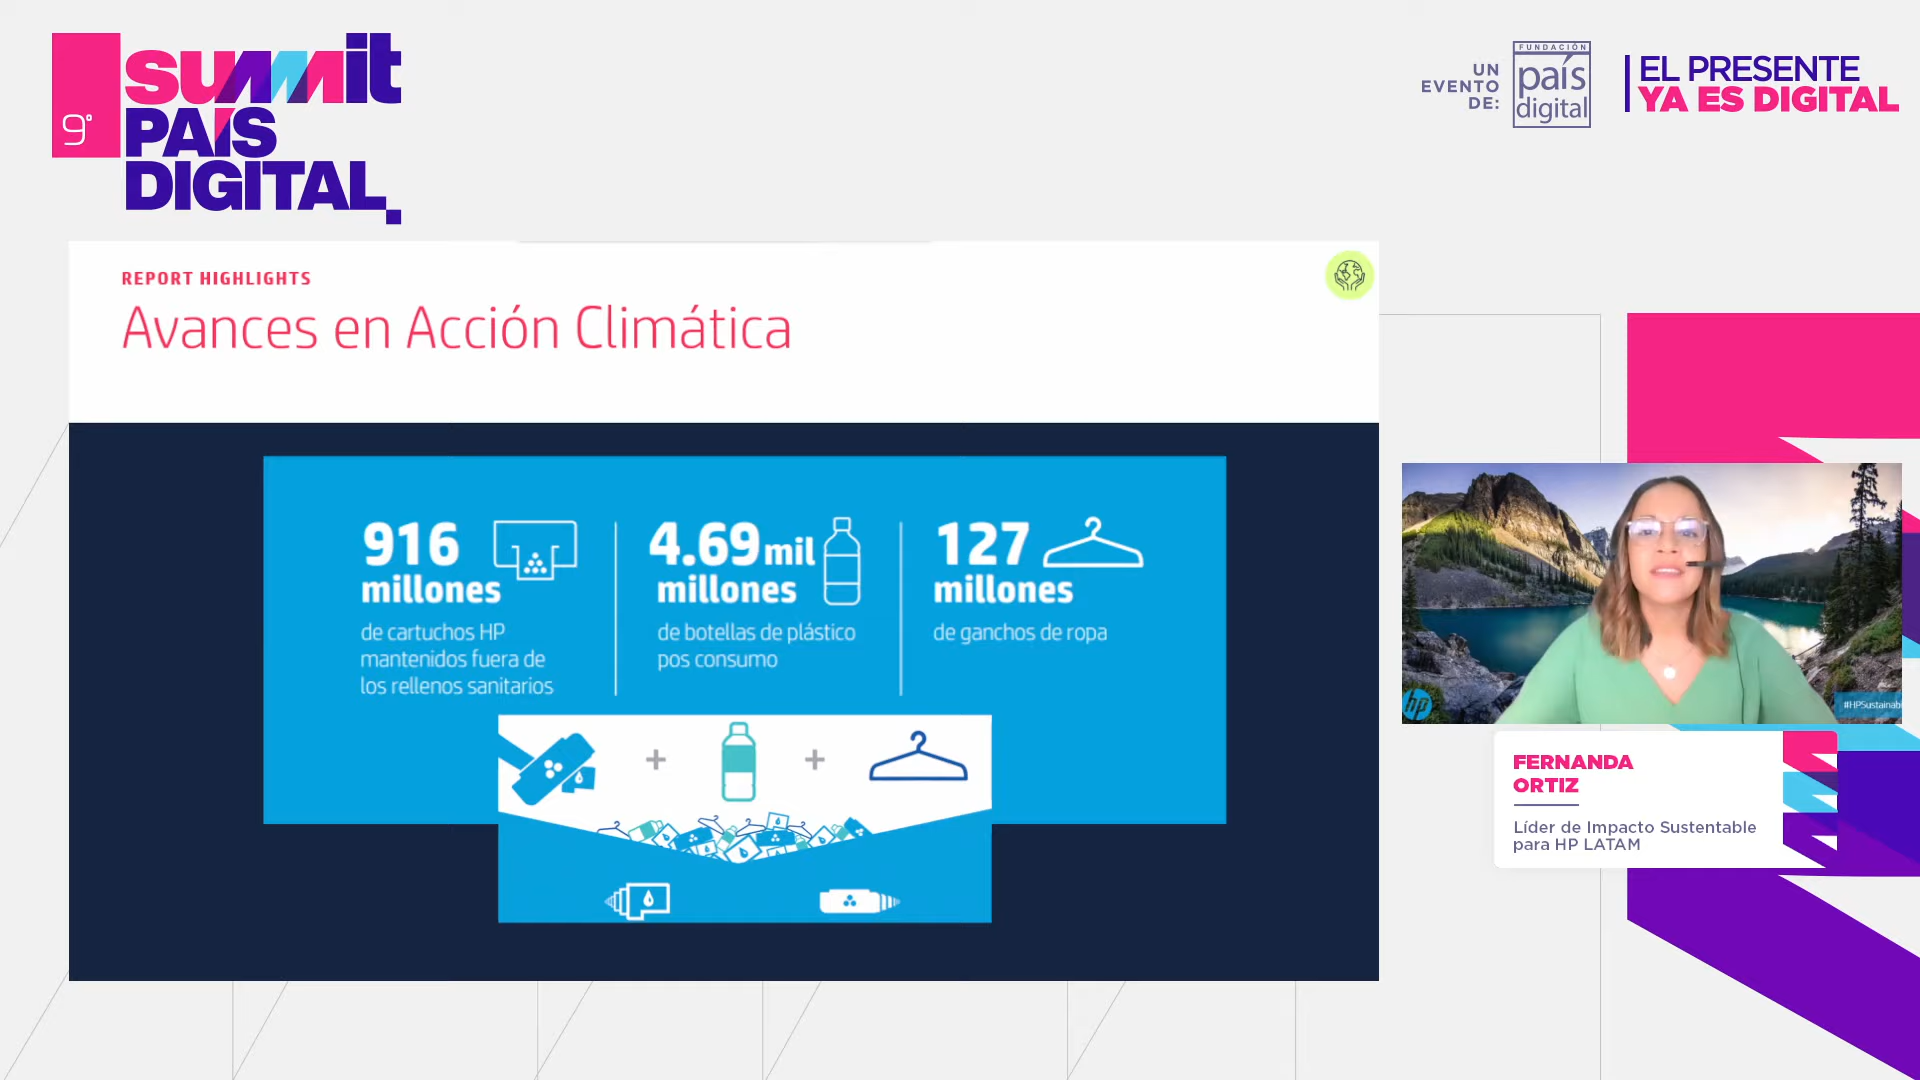 9°
summit
PAÍS
DIGITAL.
UN
EVENTO
DE:
FUNDACIÓN
país
digital
EL PRESENTE
YA ES DIGITAL
REPORT HIGHLIGHTS
Avances en Acción Climática
916
millones
de cartuchos HP
mantenidos fuera de
los rellenos sanitarios
4.69 mil
millones
de botellas de plástico
pos consumo
127
millones
de ganchos de ropa
+
+
hp
#HPSustainab
FERNANDA
ORTIZ
Líder de Impacto Sustentable
para HP LATAM